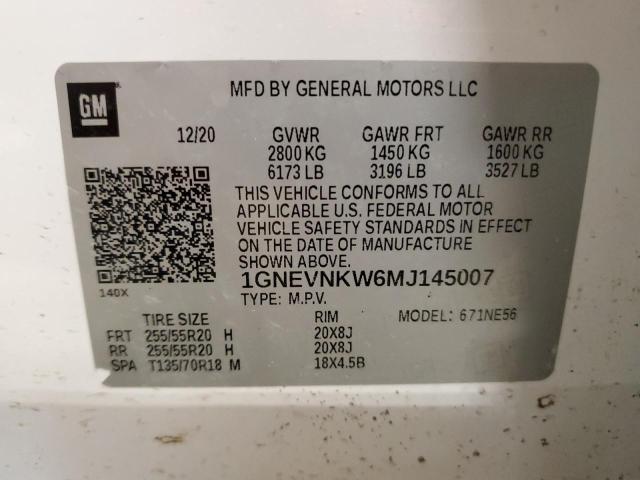 GM
MFD BY GENERAL MOTORS LLC
12/20 GVWR GAWR FRT GAWR RR
2800 KG 1450 KG 1600 KG
6173 LB 3196 LB 3527 LB
THIS VEHICLE CONFORMS TO ALL
APPLICABLE U.S. FEDERAL MOTOR
VEHICLE SAFETY STANDARDS IN EFFECT
ON THE DATE OF MANUFACTURE
SHOWN ABOVE.
1GNEVNKW6MJ145007
140X
TYPE: M.P.V.
TIRE SIZE RIM MODEL: 671NE56
FRT 255/55R20 H 20X8J
RR 255/55R20 H 20X8J
SPA T135/70R18 M 18X4.5B